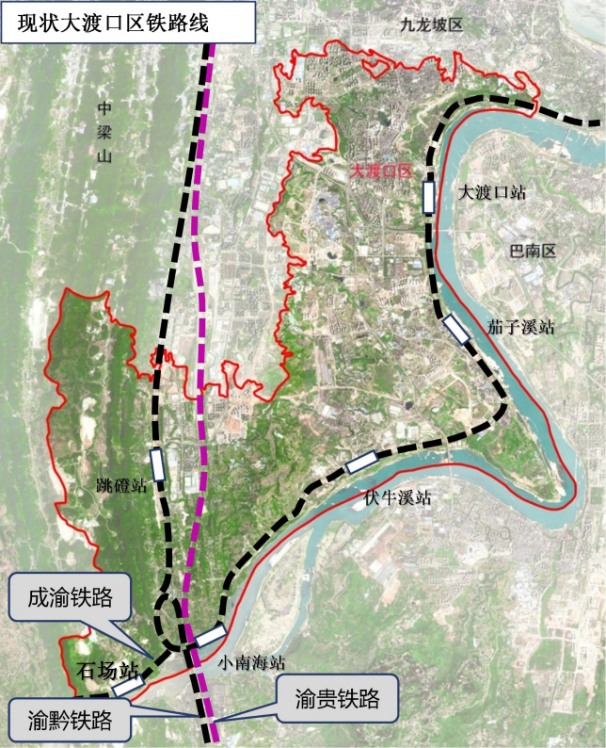 现状大渡口区铁路线
九龙坡区
中梁山
大渡口区
大渡口站
巴南区
茄子溪站
跳磴站
伏牛溪站
成渝铁路
石场站
小南海站
渝贵铁路
渝黔铁路